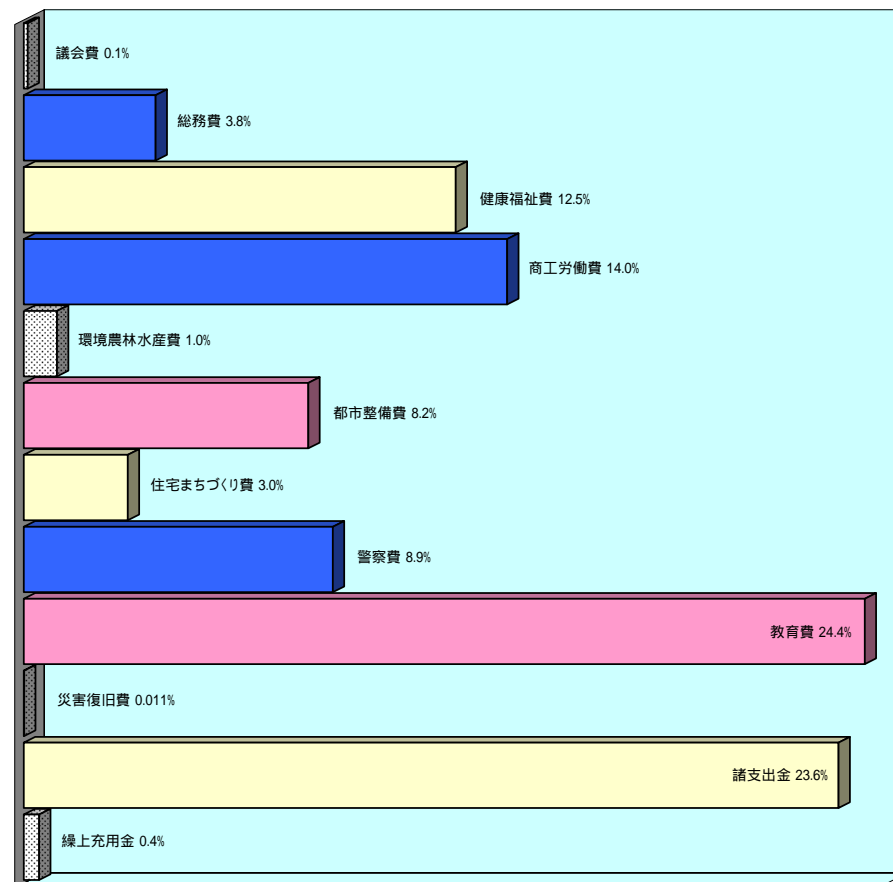 議会費 0.1%
総務費 3.8%
健康福祉費 12.5%
商工労働費 14.0%
環境農林水産費 1.0%
都市整備費 8.2%
住宅まちづくり費 3.0%
警察費 8.9%
教育費 24.4%
災害復旧費 0.011%
諸支出金 23.6%
繰上充用金 0.4%